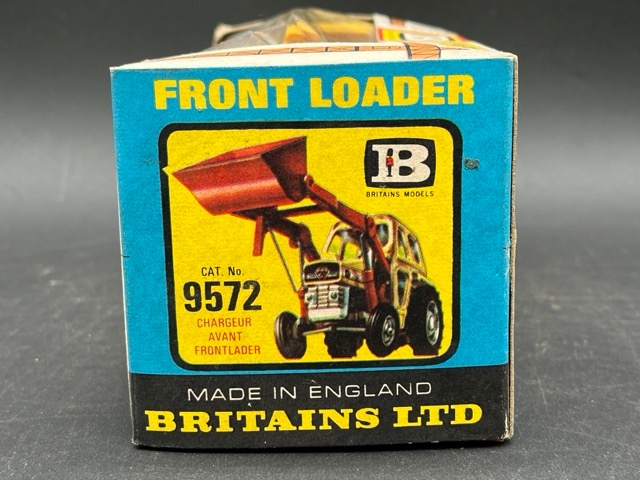 FRONT LOADER
B
BRITAINS MODELS
CAT. No.
9572
CHARGEUR
AVANT
FRONTLADER
MADE IN ENGLAND
BRITAINS LTD